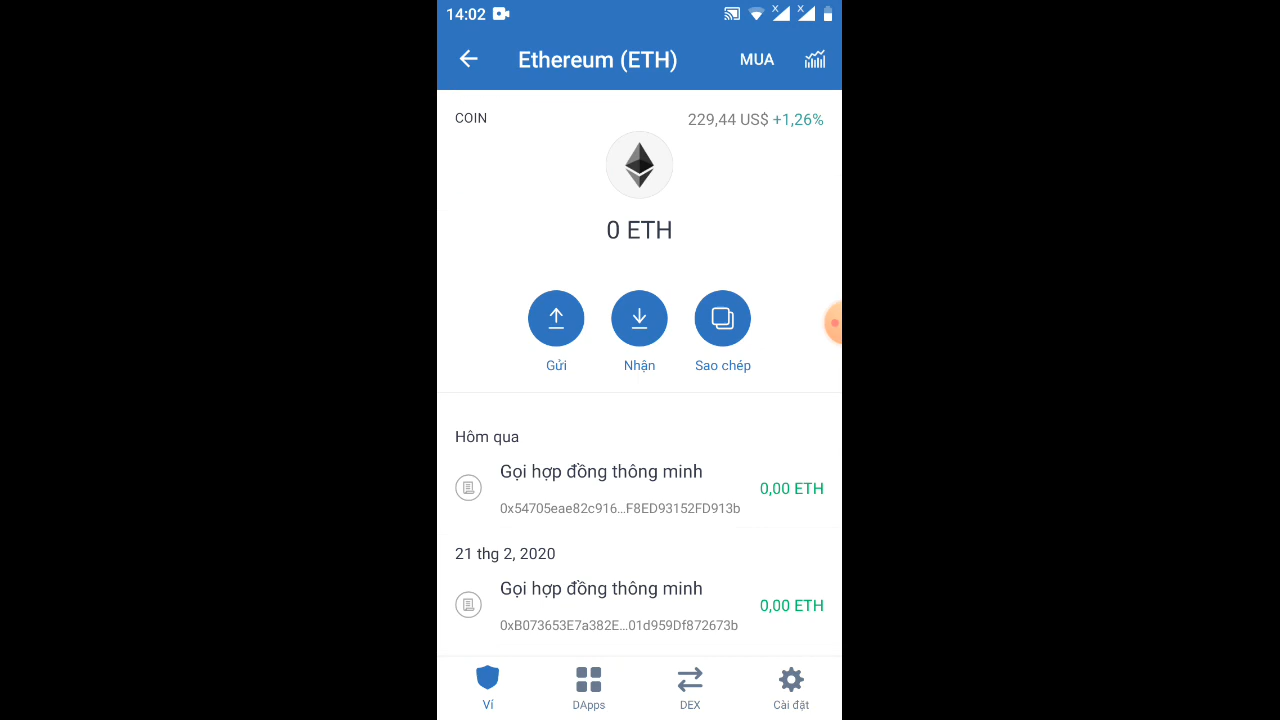 14:02
Ethereum (ETH)
MUA
COIN
229,44 US$ +1,26%
0 ETH
Gửi
Nhận
Sao chép
Hôm qua
Gọi hợp đồng thông minh
0,00 ETH
0x54705eae82c916...F8ED93152FD913b
21 thg 2, 2020
Gọi hợp đồng thông minh
0,00 ETH
0xB073653E7a382E...01d959Df872673b
Ví
DApps
DEX
Cài đặt